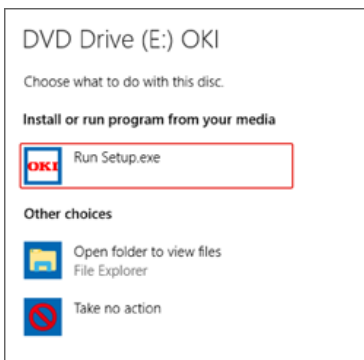 DVD Drive (E:) OKI
Choose what to do with this disc.
Install or run program from your media
OKI
Run Setup.exe
Other choices
Open folder to view files
File Explorer
Take no action